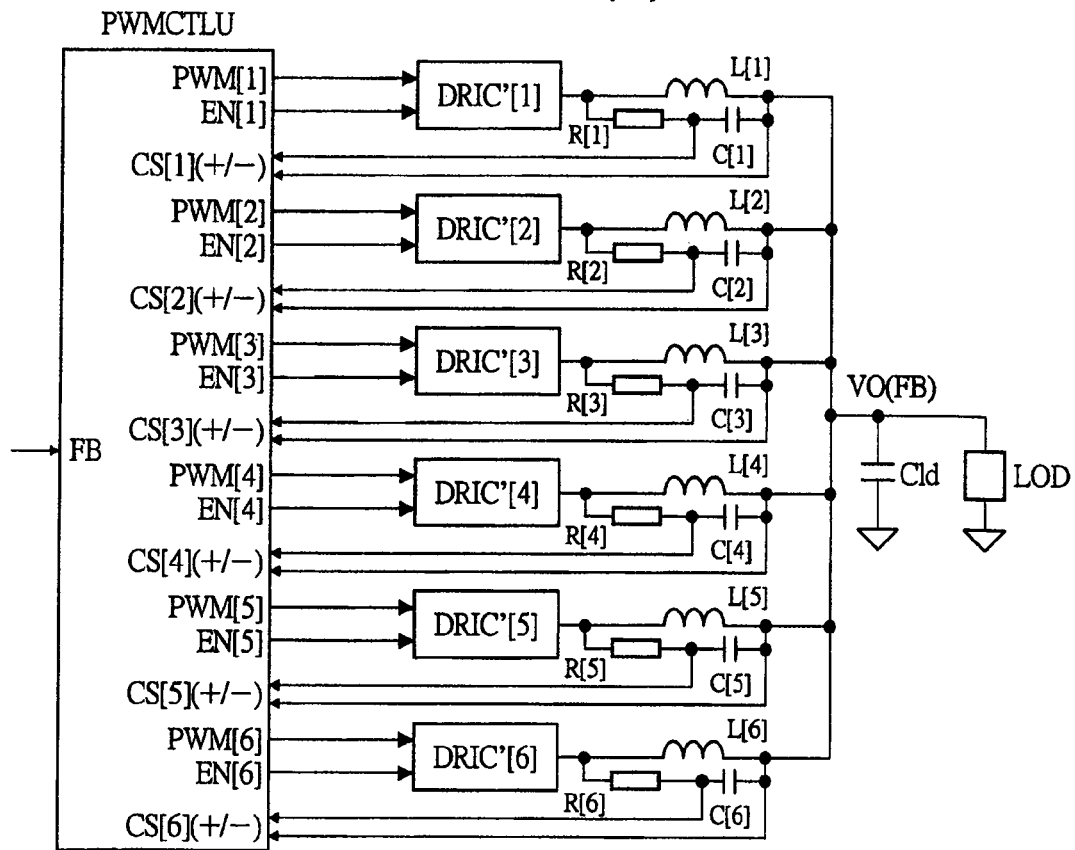 PWMCTLU
PWM[1]
EN[1]
CS[1](+/−)
DRIC'[1]
L[1]
R[1]
C[1]
PWM[2]
EN[2]
CS[2](+/−)
DRIC'[2]
L[2]
R[2]
C[2]
PWM[3]
EN[3]
CS[3](+/−)
DRIC'[3]
L[3]
R[3]
C[3]
FB
VO(FB)
Cld
LOD
PWM[4]
EN[4]
CS[4](+/−)
DRIC'[4]
L[4]
R[4]
C[4]
PWM[5]
EN[5]
CS[5](+/−)
DRIC'[5]
L[5]
R[5]
C[5]
PWM[6]
EN[6]
CS[6](+/−)
DRIC'[6]
L[6]
R[6]
C[6]